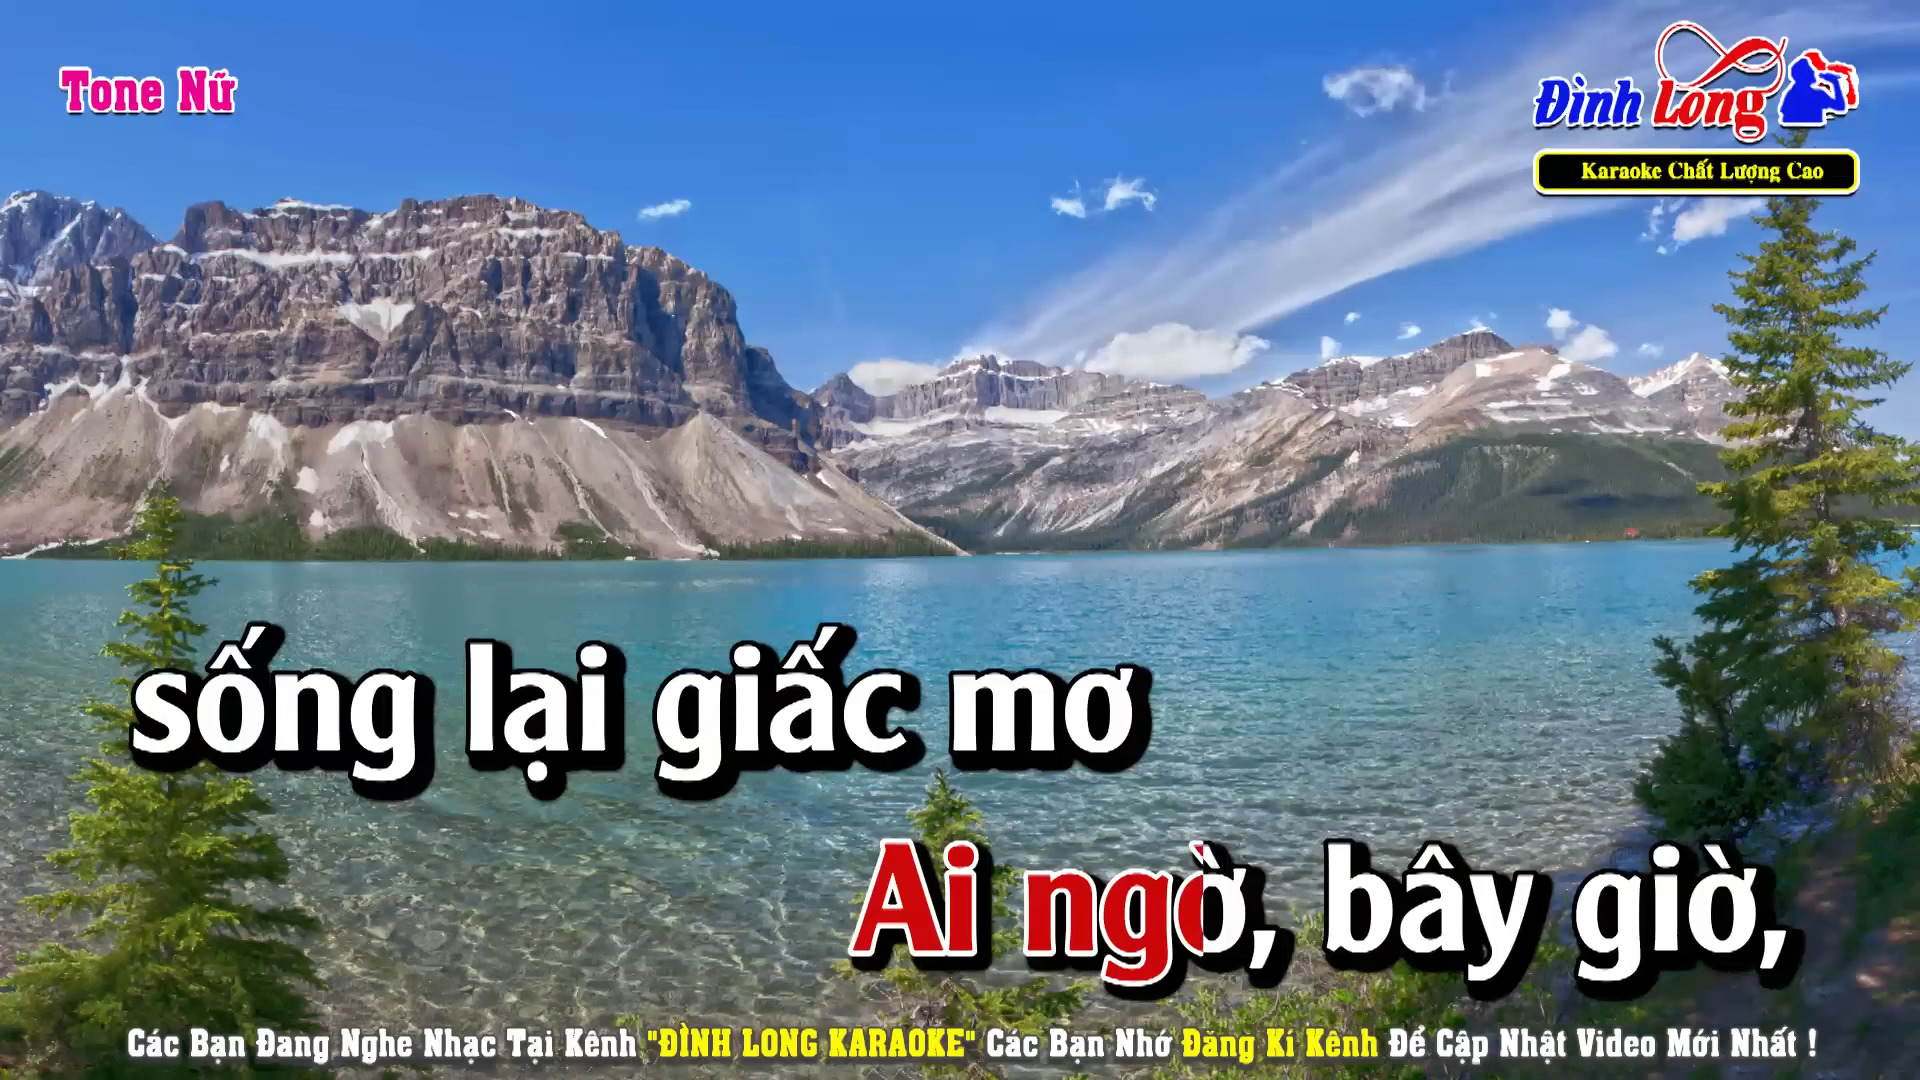 Tone Nữ
Đình Long
Karaoke Chất Lượng Cao
sống lại giấc mơ
Ai ngờ, bây giờ,
Các Bạn Đang Nghe Nhạc Tại Kênh "ĐÌNH LONG KARAOKE" Các Bạn Nhớ Đăng Kí Kênh Để Cập Nhật Video Mới Nhất !